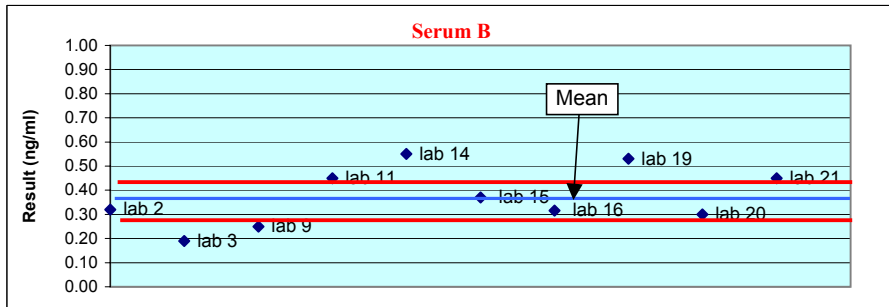 Serum B
Result (ng/ml)
1.00
0.90
0.80
0.70
0.60
0.50
0.40
0.30
0.20
0.10
0.00
Mean
lab 2
lab 3
lab 9
lab 11
lab 14
lab 15
lab 16
lab 19
lab 20
lab 21